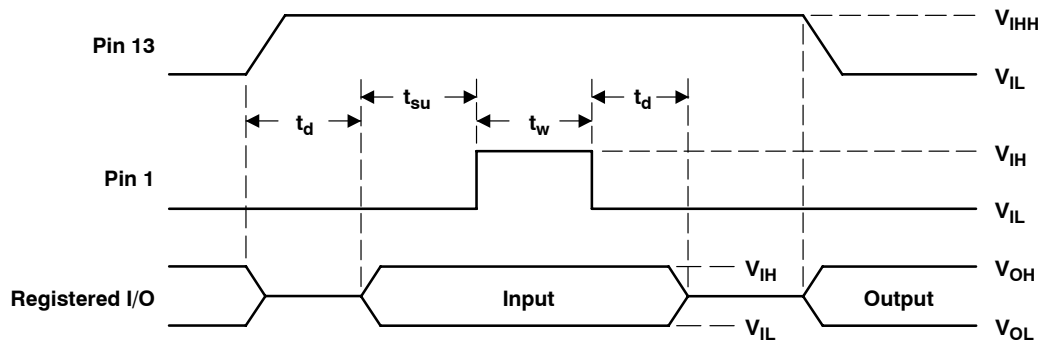 V_IHH
Pin 13
V_IL
t_su t_d
t_d t_w
V_IH
Pin 1
V_IL
V_IH V_OH
Registered I/O Input Output
V_IL V_OL